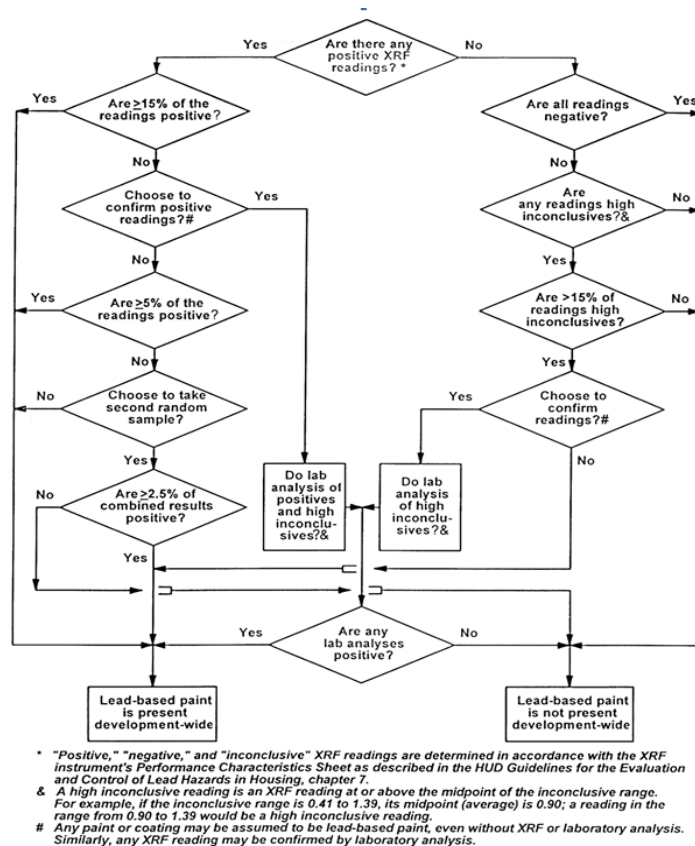 Are there any
positive XRF
readings? *
Yes
No
Are ≥15% of the
readings positive?
Yes
No
Are all readings
negative?
Yes
No
Choose to
confirm positive
readings?#
Yes
No
Are
any readings high
inconclusives?&
No
Yes
Are ≥5% of the
readings positive?
Yes
No
Are >15% of
readings high
inconclusives?
No
Yes
Choose to take
second random
sample?
No
Yes
Choose to
confirm
readings?#
Yes
No
Are ≥2.5% of
combined results
positive?
No
Yes
Do lab
analysis of
positives
and high
inconclu-
sives?&
Do lab
analysis
of high
inconclu-
sives?&
Are any
lab analyses
positive?
Yes
No
Lead-based paint
is present
development-wide
Lead-based paint
is not present
development-wide
* "Positive," "negative," and "inconclusive" XRF readings are determined in accordance with the XRF
instrument's Performance Characteristics Sheet as described in the HUD Guidelines for the Evaluation
and Control of Lead Hazards in Housing, chapter 7.
& A high inconclusive reading is an XRF reading at or above the midpoint of the inconclusive range.
For example, if the inconclusive range is 0.41 to 1.39, its midpoint (average) is 0.90; a reading in the
range from 0.90 to 1.39 would be a high inconclusive reading.
# Any paint or coating may be assumed to be lead-based paint, even without XRF or laboratory analysis.
Similarly, any XRF reading may be confirmed by laboratory analysis.